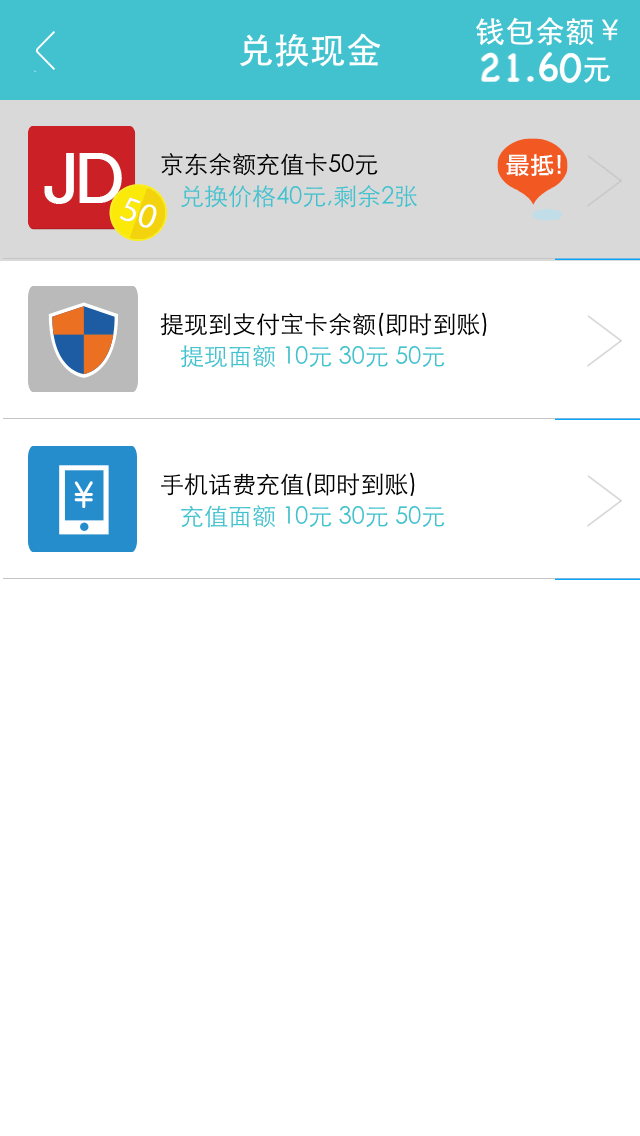 兑换现金
钱包余额￥
21.60元
JD
50
京东余额充值卡50元
兑换价格40元,剩余2张
最抵!
提现到支付宝卡余额(即时到账)
提现面额 10元 30元 50元
¥
手机话费充值(即时到账)
充值面额 10元 30元 50元